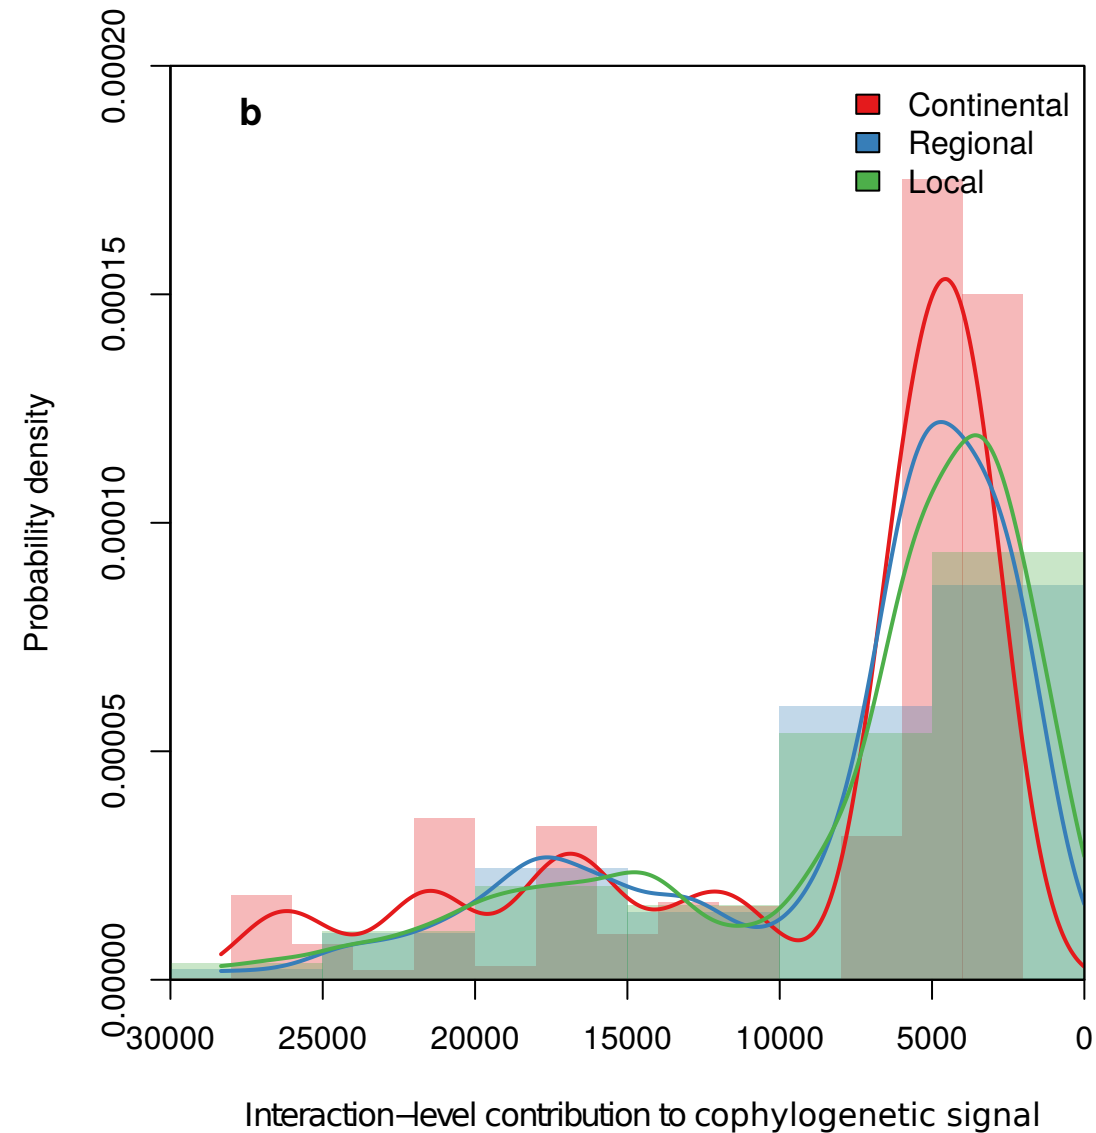 b
Continental
Regional
Local
Probability density
0.00020
0.00015
0.00010
0.00005
0.00000
30000 25000 20000 15000 10000 5000 0
Interaction−level contribution to cophylogenetic signal